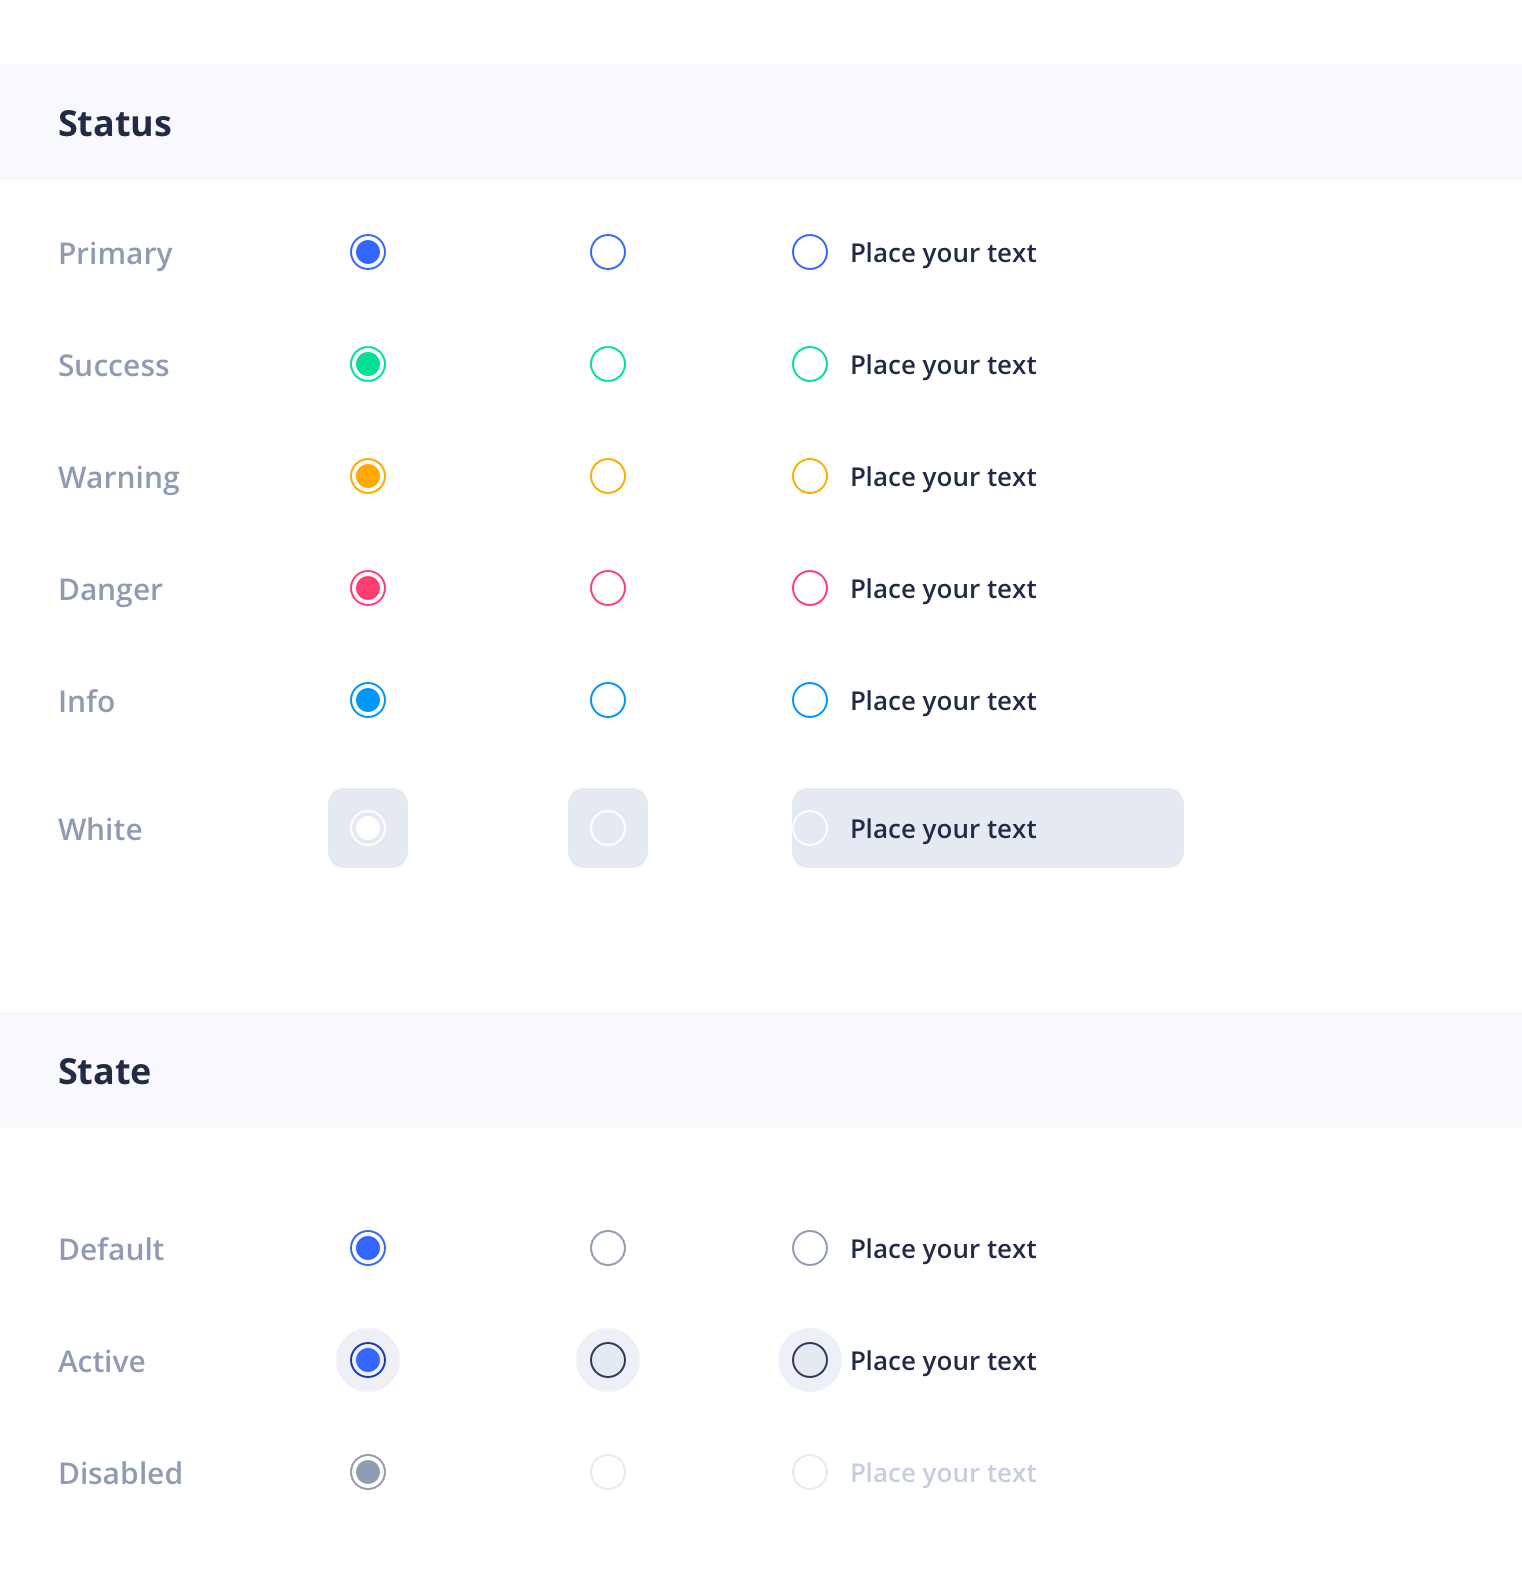 Status
Primary
Place your text
Success
Place your text
Warning
Place your text
Danger
Place your text
Info
Place your text
White
Place your text
State
Default
Place your text
Active
Place your text
Disabled
Place your text